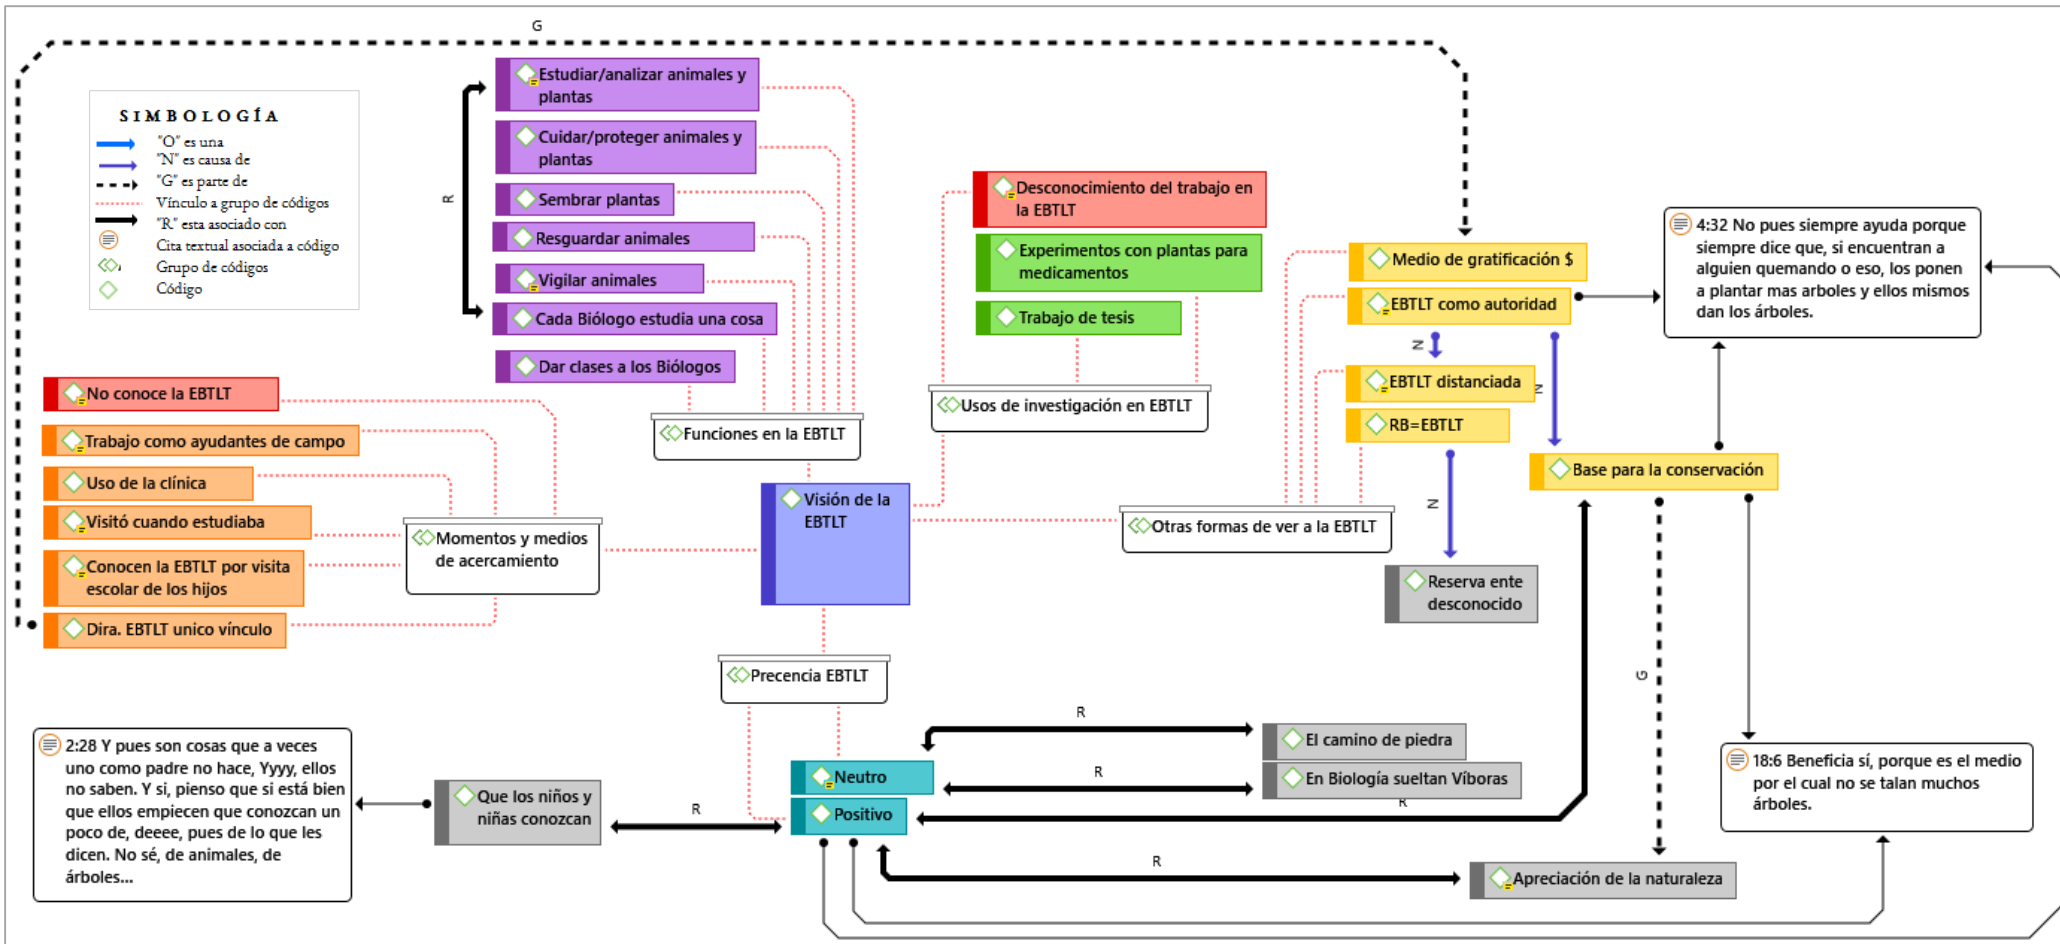 G
SIMBOLOGÍA
"O" es una
"N" es causa de
"G" es parte de
Vínculo a grupo de códigos
"R" esta asociado con
Cita textual asociada a código
Grupo de códigos
Código
R
Estudiar/analizar animales y
plantas
Cuidar/proteger animales y
plantas
Sembrar plantas
Resguardar animales
Vigilar animales
Cada Biólogo estudia una cosa
Dar clases a los Biólogos
Funciones en la EBTLT
Desconocimiento del trabajo en
la EBTLT
Experimentos con plantas para
medicamentos
Trabajo de tesis
Usos de investigación en EBTLT
Medio de gratificación $
EBTLT como autoridad
N
N
EBTLT distanciada
RB=EBTLT
N
Base para la conservación
Otras formas de ver a la EBTLT
Reserva ente
desconocido
4:32 No pues siempre ayuda porque
siempre dice que, si encuentran a
alguien quemando o eso, los ponen
a plantar mas arboles y ellos mismos
dan los árboles.
No conoce la EBTLT
Trabajo como ayudantes de campo
Uso de la clínica
Visitó cuando estudiaba
Conocen la EBTLT por visita
escolar de los hijos
Dira. EBTLT unico vínculo
Momentos y medios
de acercamiento
Visión de la
EBTLT
Precencia EBTLT
G
2:28 Y pues son cosas que a veces
uno como padre no hace, Yyyy, ellos
no saben. Y si, pienso que si está bien
que ellos empiecen que conozcan un
poco de, deeee, pues de lo que les
dicen. No sé, de animales, de
árboles...
Que los niños y
niñas conozcan
R
Neutro
Positivo
R
R
R
R
El camino de piedra
En Biología sueltan Víboras
Apreciación de la naturaleza
18:6 Beneficia sí, porque es el medio
por el cual no se talan muchos
árboles.